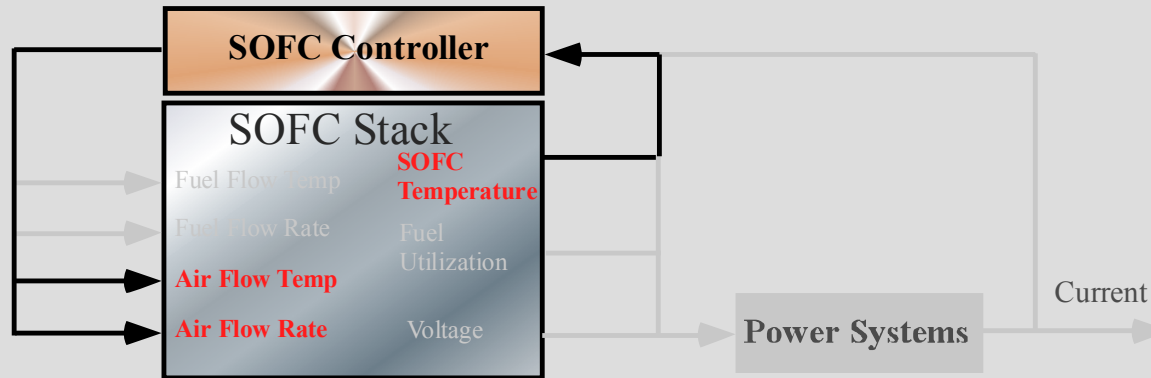 SOFC Controller
SOFC Stack
Fuel Flow Temp
Fuel Flow Rate
Air Flow Temp
Air Flow Rate
SOFC
Temperature
Fuel
Utilization
Voltage
Power Systems
Current